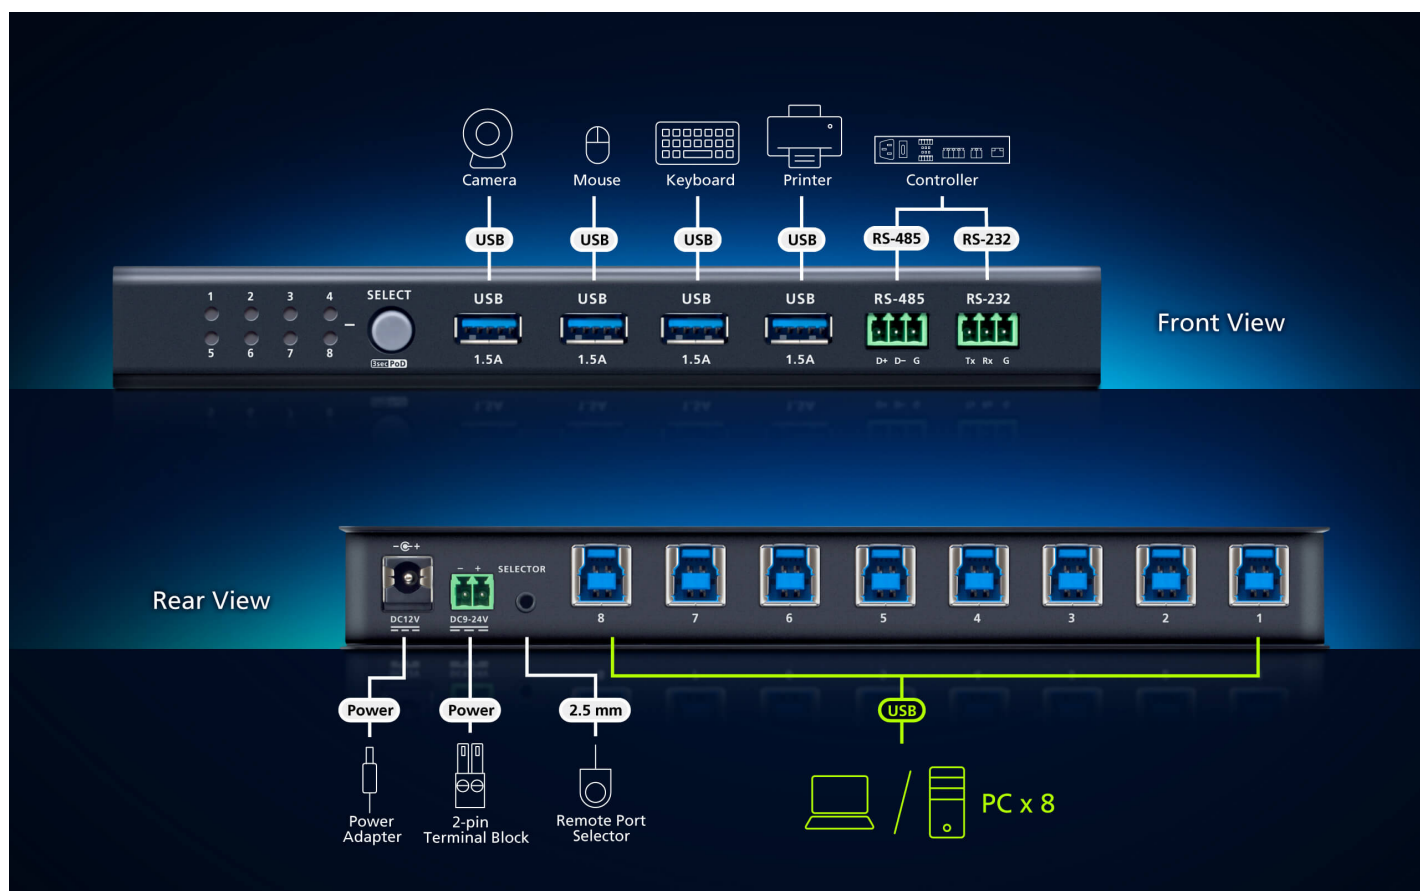 Camera
Mouse
Keyboard
Printer
Controller
USB
USB
USB
USB
RS-485
RS-232
1 2 3 4
5 6 7 8
SELECT
3sec PoD
USB
1.5A
USB
1.5A
USB
1.5A
USB
1.5A
RS-485
D+ D− G
RS-232
Tx Rx G
Front View
Rear View
− +
DC12V
− +
DC9-24V
SELECTOR
8 7 6 5 4 3 2 1
Power
Power
2.5 mm
USB
Power
Adapter
2-pin
Terminal Block
Remote Port
Selector
PC x 8